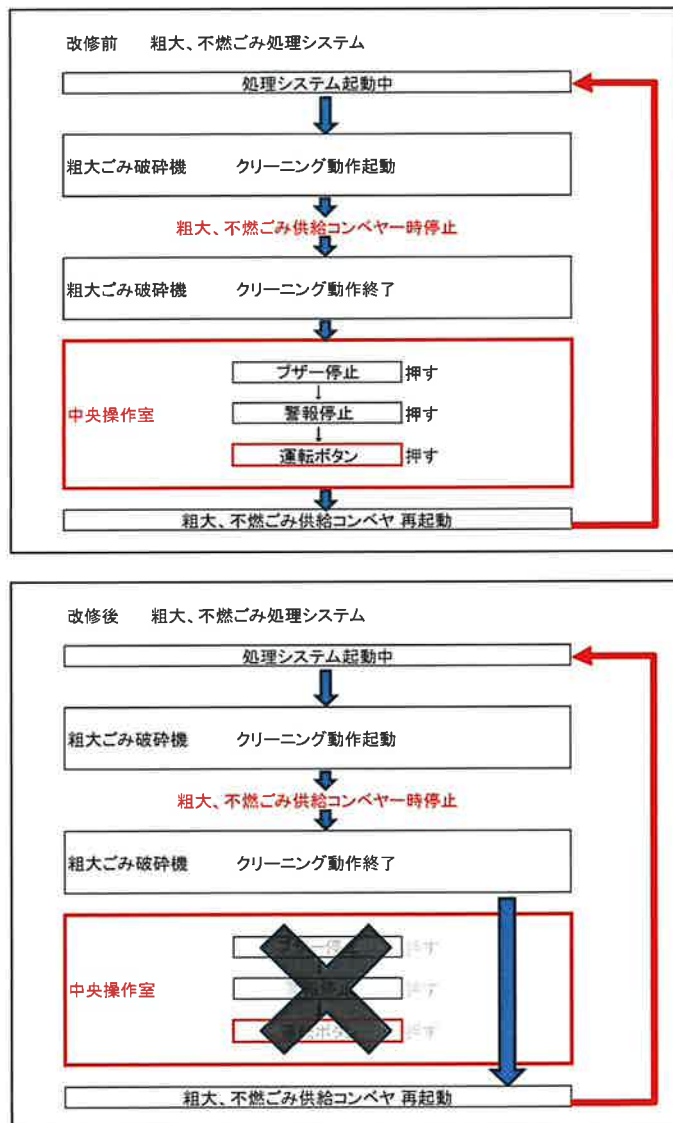 改修前 粗大、不燃ごみ処理システム
処理システム起動中
粗大ごみ破砕機 クリーニング動作起動
粗大、不燃ごみ供給コンベヤー時停止
粗大ごみ破砕機 クリーニング動作終了
ブザー停止 押す
↓
中央操作室 警報停止 押す
↓
運転ボタン 押す
粗大、不燃ごみ供給コンベヤ 再起動
改修後 粗大、不燃ごみ処理システム
処理システム起動中
粗大ごみ破砕機 クリーニング動作起動
粗大、不燃ごみ供給コンベヤー時停止
粗大ごみ破砕機 クリーニング動作終了
押す
中央操作室 押す
押す
粗大、不燃ごみ供給コンベヤ 再起動